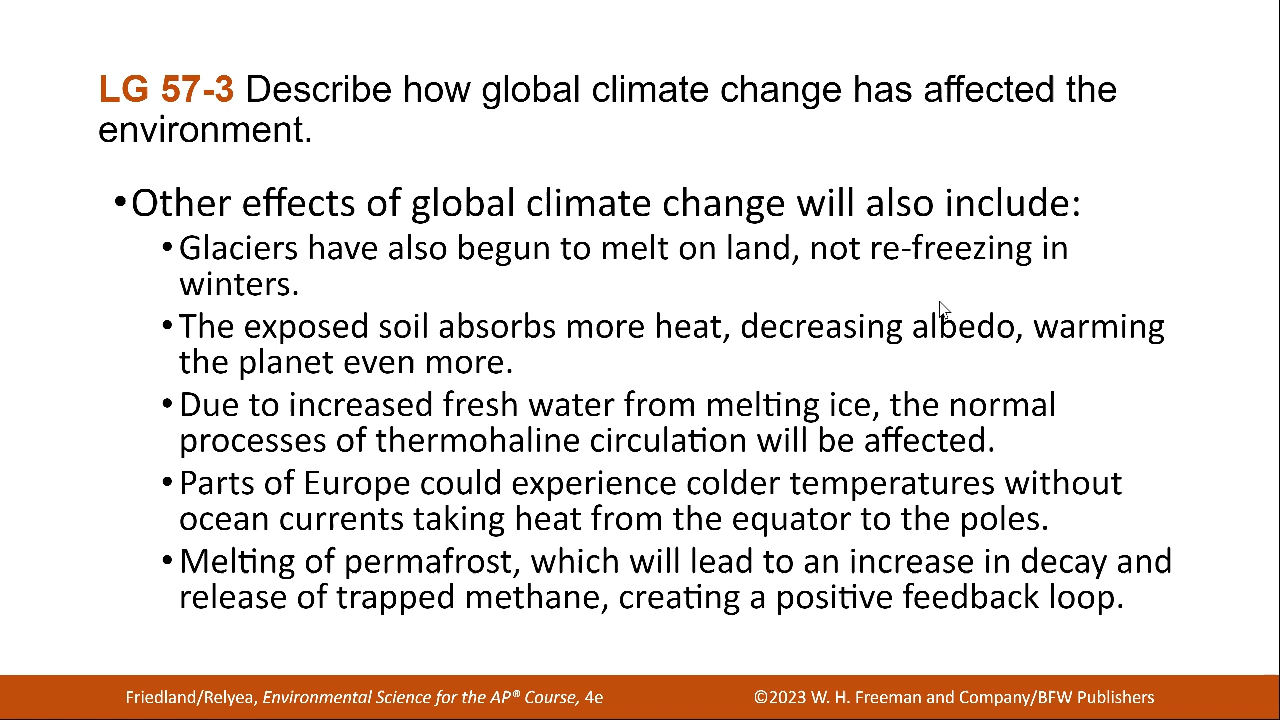 LG 57-3 Describe how global climate change has affected the
environment.
•Other effects of global climate change will also include:
•Glaciers have also begun to melt on land, not re-freezing in
winters.
•The exposed soil absorbs more heat, decreasing albedo, warming
the planet even more.
•Due to increased fresh water from melting ice, the normal
processes of thermohaline circulation will be affected.
•Parts of Europe could experience colder temperatures without
ocean currents taking heat from the equator to the poles.
•Melting of permafrost, which will lead to an increase in decay and
release of trapped methane, creating a positive feedback loop.
Friedland/Relyea, Environmental Science for the AP® Course, 4e
©2023 W. H. Freeman and Company/BFW Publishers